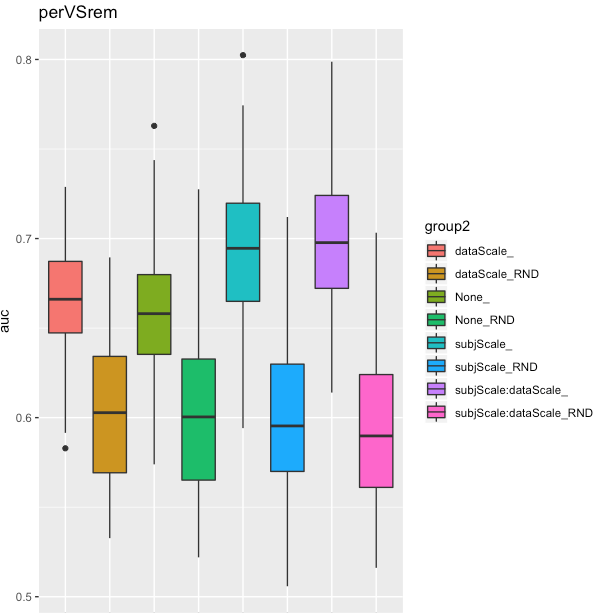 perVSrem
0.8
0.7
0.6
0.5
auc
group2
dataScale_
dataScale_RND
None_
None_RND
subjScale_
subjScale_RND
subjScale:dataScale_
subjScale:dataScale_RND